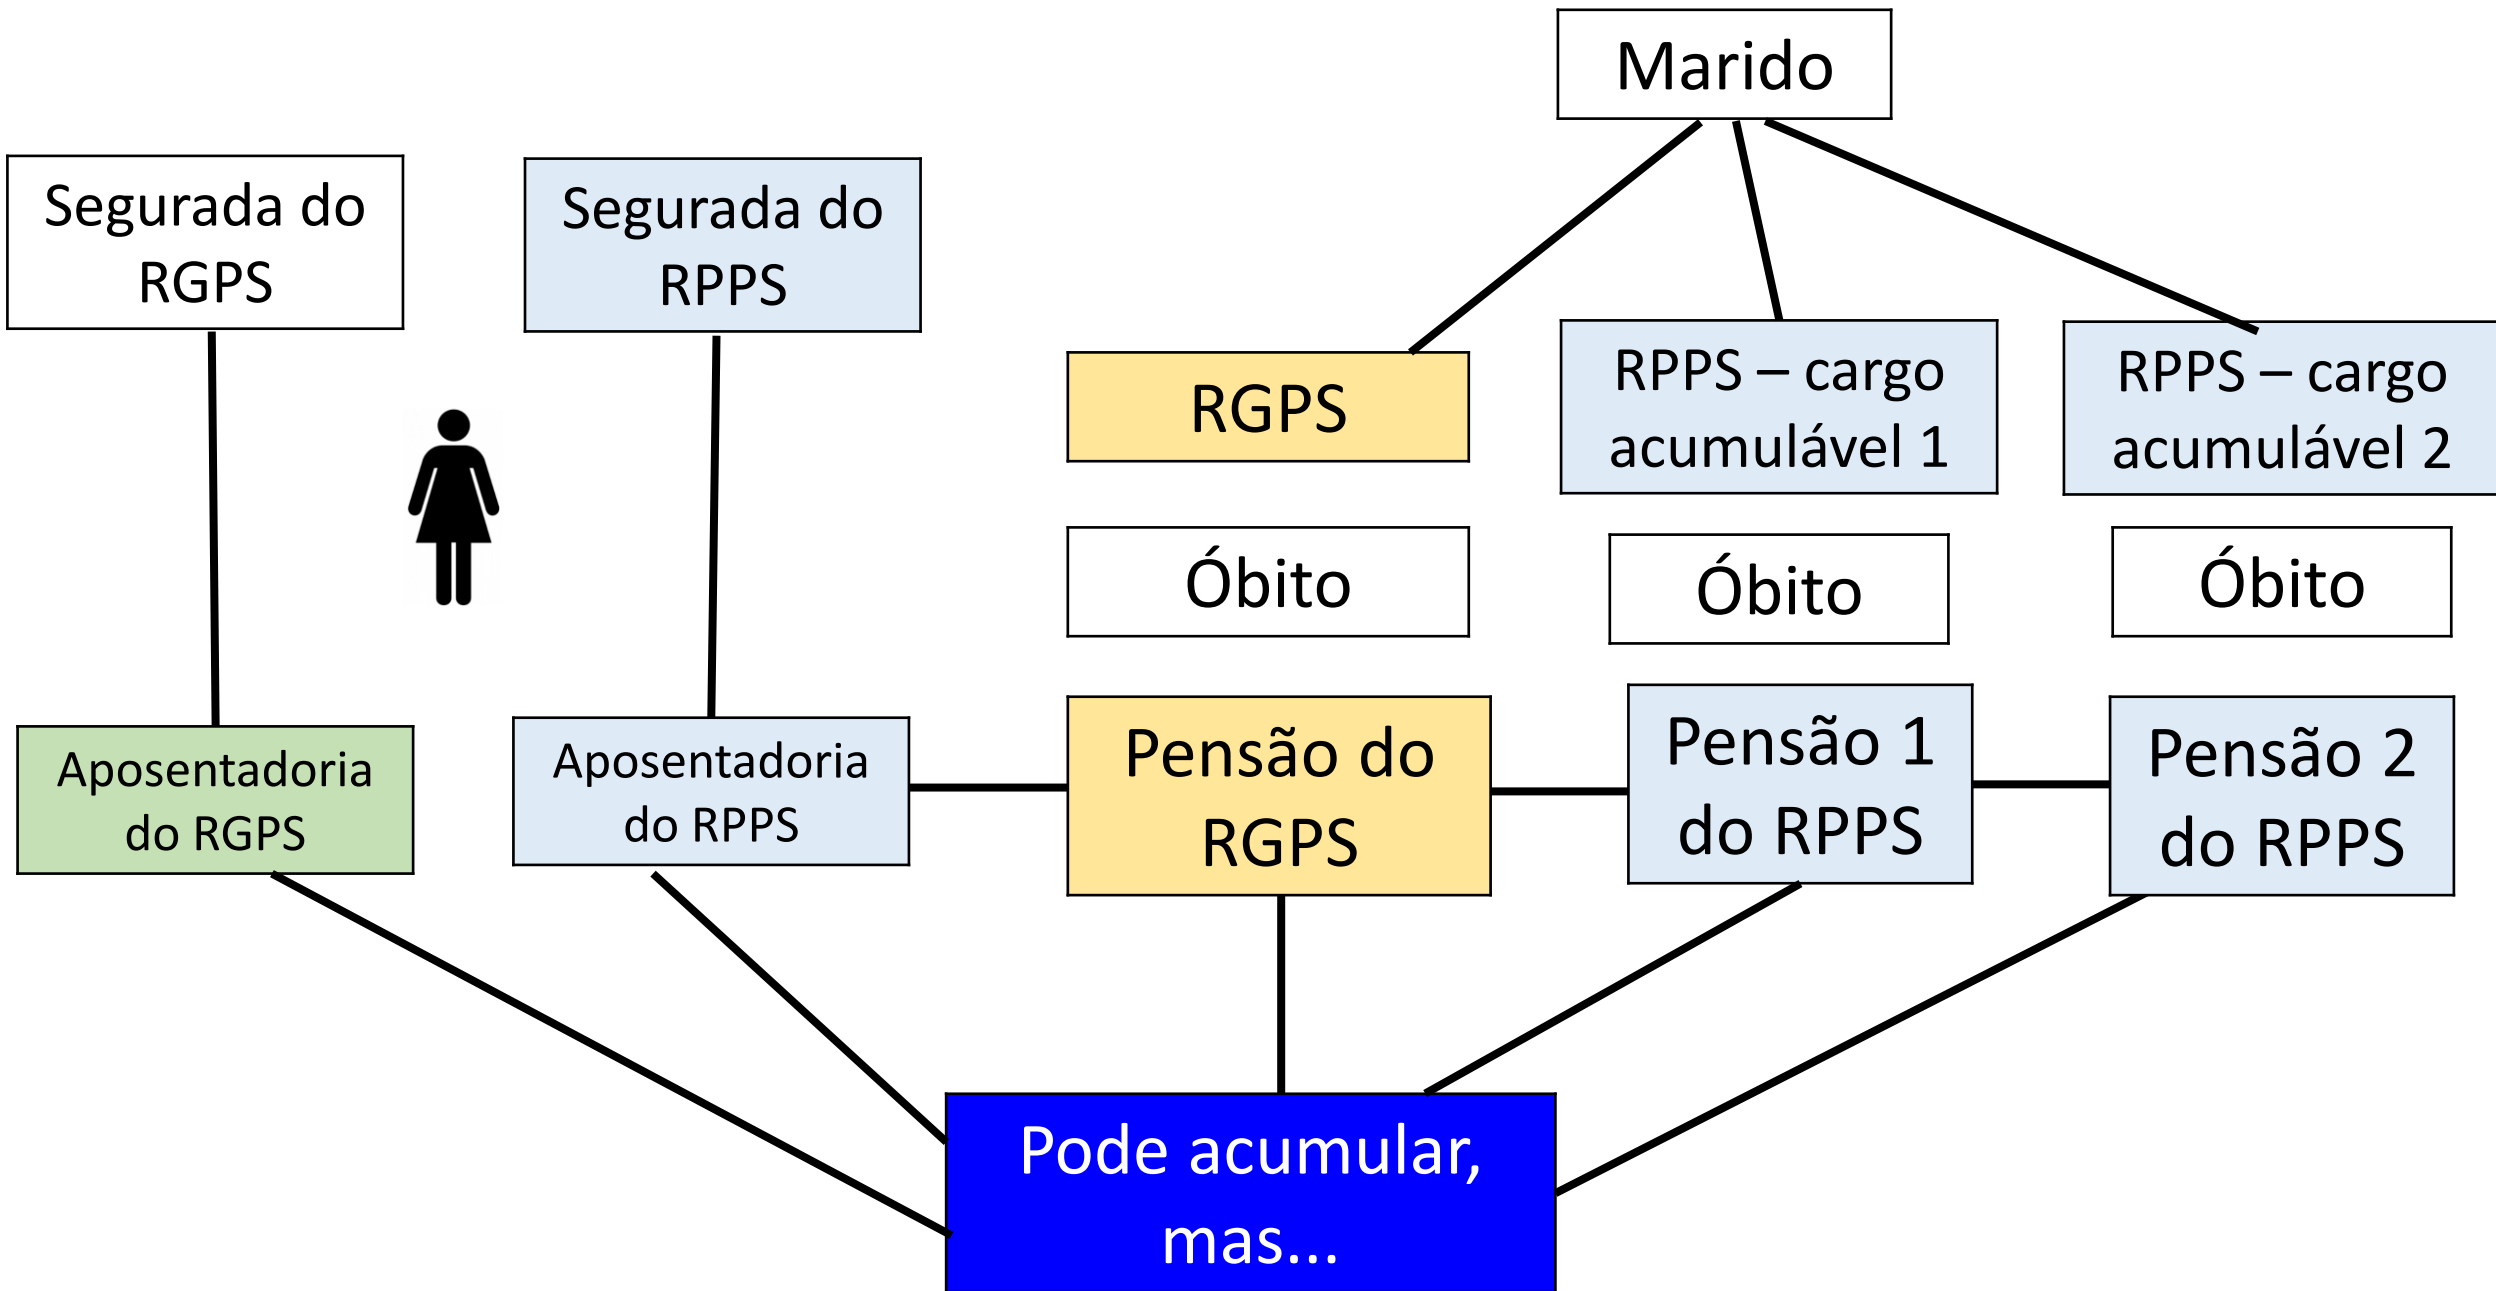 Marido
Segurada do
RGPS
Segurada do
RPPS
RGPS
RPPS – cargo
acumulável 1
RPPS – cargo
acumulável 2
Óbito
Óbito
Óbito
Aposentadoria
do RGPS
Aposentadoria
do RPPS
Pensão do
RGPS
Pensão 1
do RPPS
Pensão 2
do RPPS
Pode acumular,
mas...